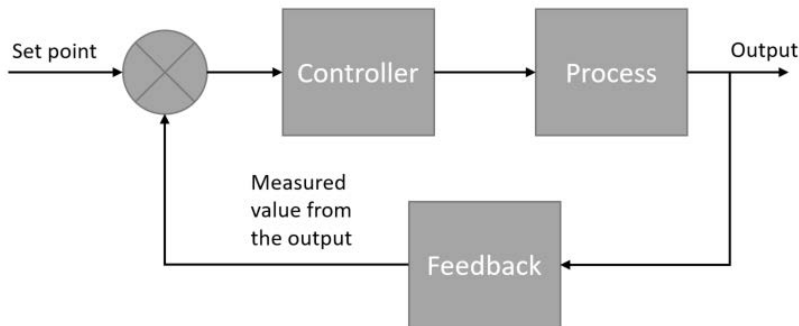 Set point
Controller
Process
Output
Measured
value from
the output
Feedback